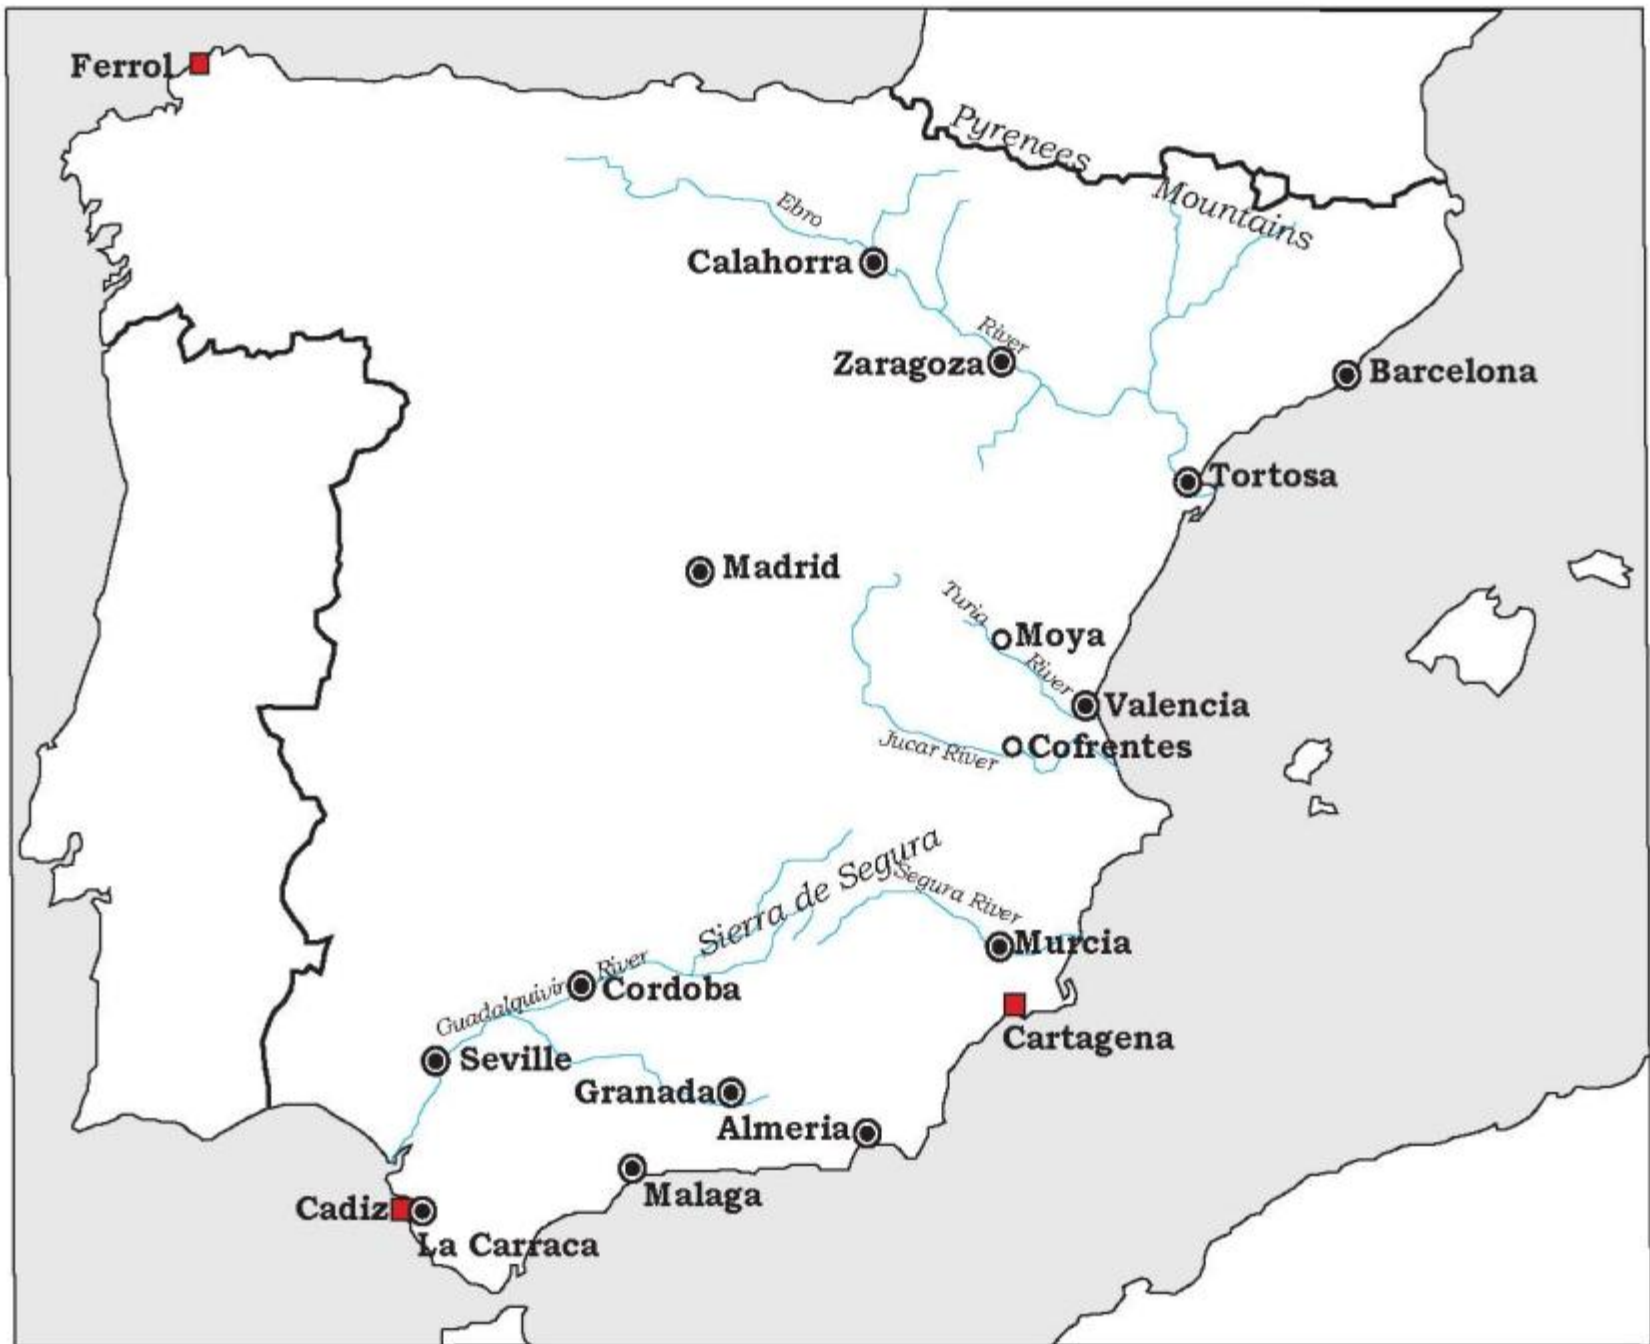 Ferrol
Pyrenees
Mountains
Ebro
River
Calahorra
Zaragoza
Barcelona
Tortosa
Madrid
Turia
River
Moya
Valencia
Jucar River
Cofrentes
Sierra de Segura
Segura River
Murcia
Guadalquivir
River
Cordoba
Cartagena
Seville
Granada
Almeria
Malaga
Cadiz
La Carraca